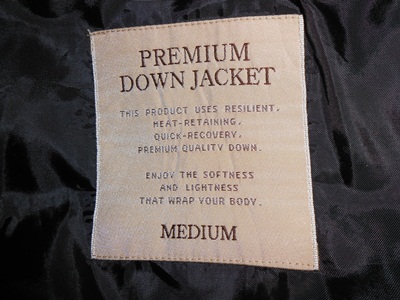 PREMIUM
DOWN JACKET
THIS PRODUCT USES RESILIENT,
HEAT-RETAINING,
QUICK-RECOVERY,
PREMIUM QUALITY DOWN.
ENJOY THE SOFTNESS
AND LIGHTNESS
THAT WRAP YOUR BODY.
MEDIUM